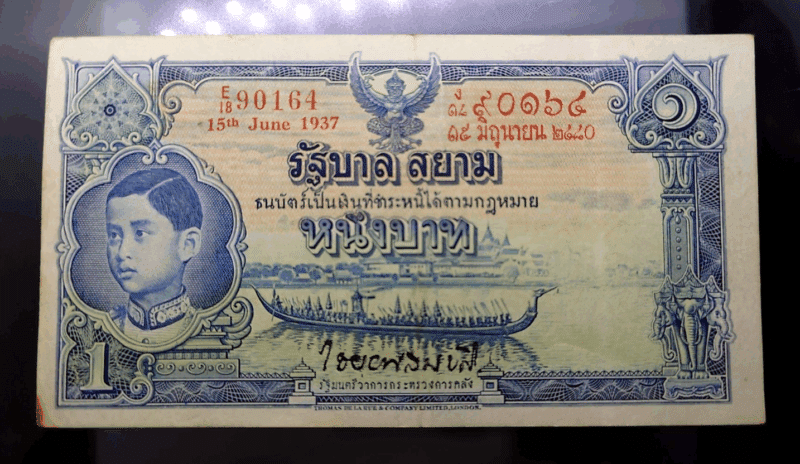 E/18 90164
15th June 1937
ง/๑๘ ๙๐๑๖๔
๑๕ มิถุนายน ๒๔๘๐
๑
รัฐบาล สยาม
ธนบัตร์เป็นเงินที่ชำระหนี้ได้ตามกฎหมาย
หนึ่งบาท
1
รัฐมนตรีว่าการกระทรวงการคลัง
THOMAS DE LA RUE & COMPANY LIMITED, LONDON.